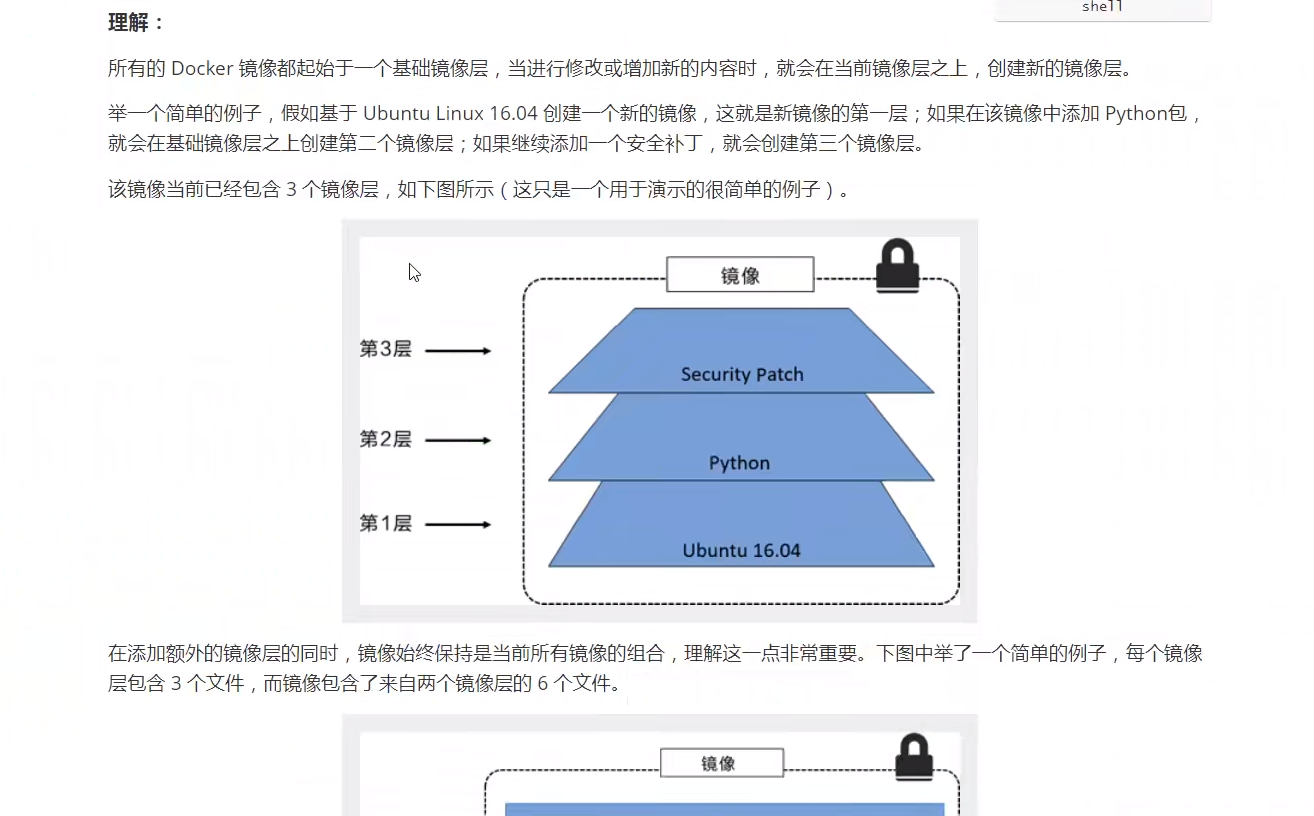 shell
理解：
所有的 Docker 镜像都起始于一个基础镜像层，当进行修改或增加新的内容时，就会在当前镜像层之上，创建新的镜像层。
举一个简单的例子，假如基于 Ubuntu Linux 16.04 创建一个新的镜像，这就是新镜像的第一层；如果在该镜像中添加 Python包，
就会在基础镜像层之上创建第二个镜像层；如果继续添加一个安全补丁，就会创建第三个镜像层。
该镜像当前已经包含 3 个镜像层，如下图所示（这只是一个用于演示的很简单的例子）。
镜像
第3层
Security Patch
第2层
Python
第1层
Ubuntu 16.04
在添加额外的镜像层的同时，镜像始终保持是当前所有镜像的组合，理解这一点非常重要。下图中举了一个简单的例子，每个镜像
层包含 3 个文件，而镜像包含了来自两个镜像层的 6 个文件。
镜像